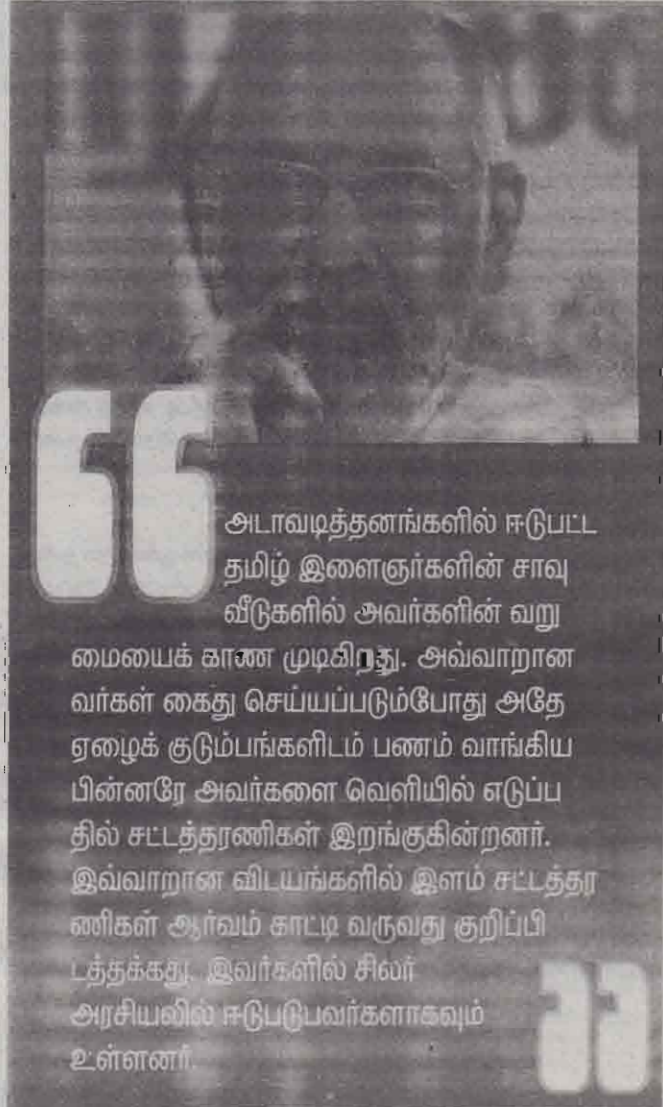 அடாவடித்தனங்களில் ஈடுபட்ட
தமிழ் இளைஞர்களின் சாவு
வீடுகளில் அவர்களின் வறு
மையைக் காண முடிகிறது. அவ்வாறான
வர்கள் கைது செய்யப்படும்போது அதே
ஏழைக் குடும்பங்களிடம் பணம் வாங்கிய
பின்னரே அவர்களை வெளியில் எடுப்ப
தில் சட்டத்தரணிகள் இறங்குகின்றனர்.
இவ்வாறான விடயங்களில் இளம் சட்டத்தர
ணிகள் ஆர்வம் காட்டி வருவது குறிப்பி
டத்தக்கது. இவர்களில் சிலர்
அரசியலில் ஈடுபடுபவர்களாகவும்
உள்ளனர்.